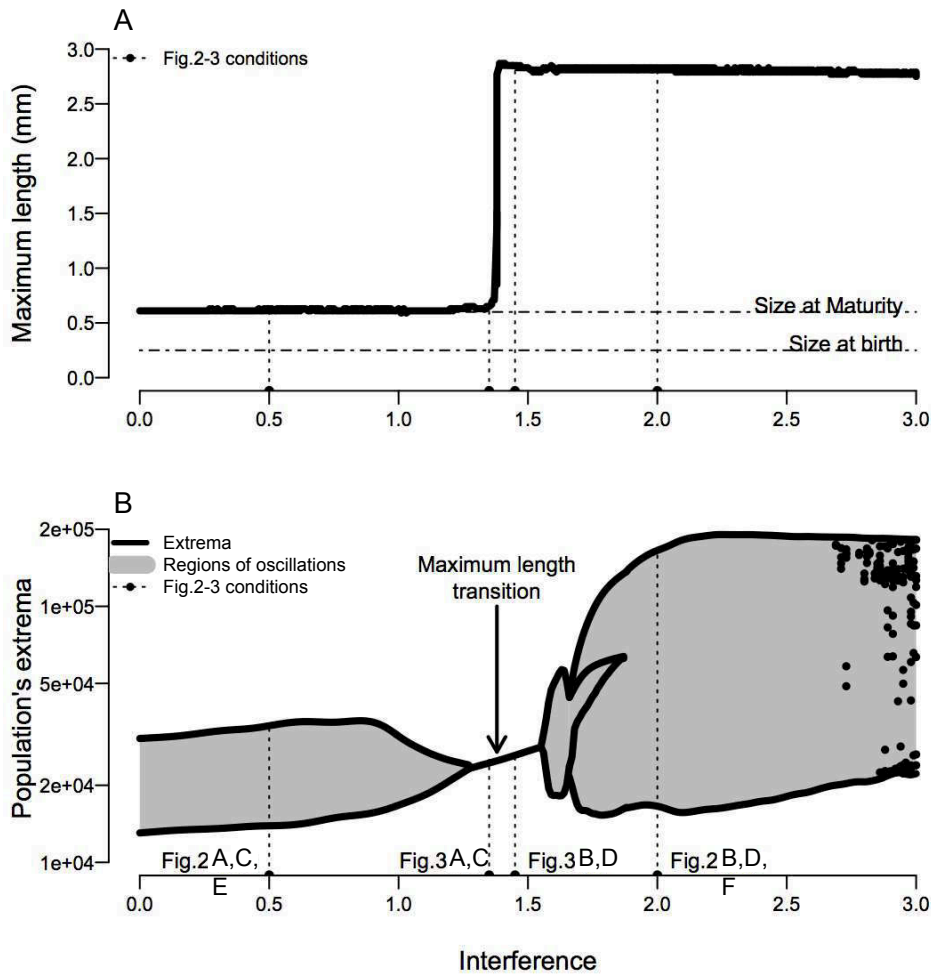 A
Fig.2-3 conditions
Maximum length (mm)
3.0
2.5
2.0
1.5
1.0
0.5
0.0
Size at Maturity
Size at birth
0.0 0.5 1.0 1.5 2.0 2.5 3.0
B
Extrema
Regions of oscillations
Fig.2-3 conditions
Maximum length
transition
Population's extrema
2e+05
1e+05
5e+04
2e+04
1e+04
Fig.2 A,C,
E
Fig.3 A,C
Fig.3 B,D
Fig.2 B,D,
F
0.0 0.5 1.0 1.5 2.0 2.5 3.0
Interference